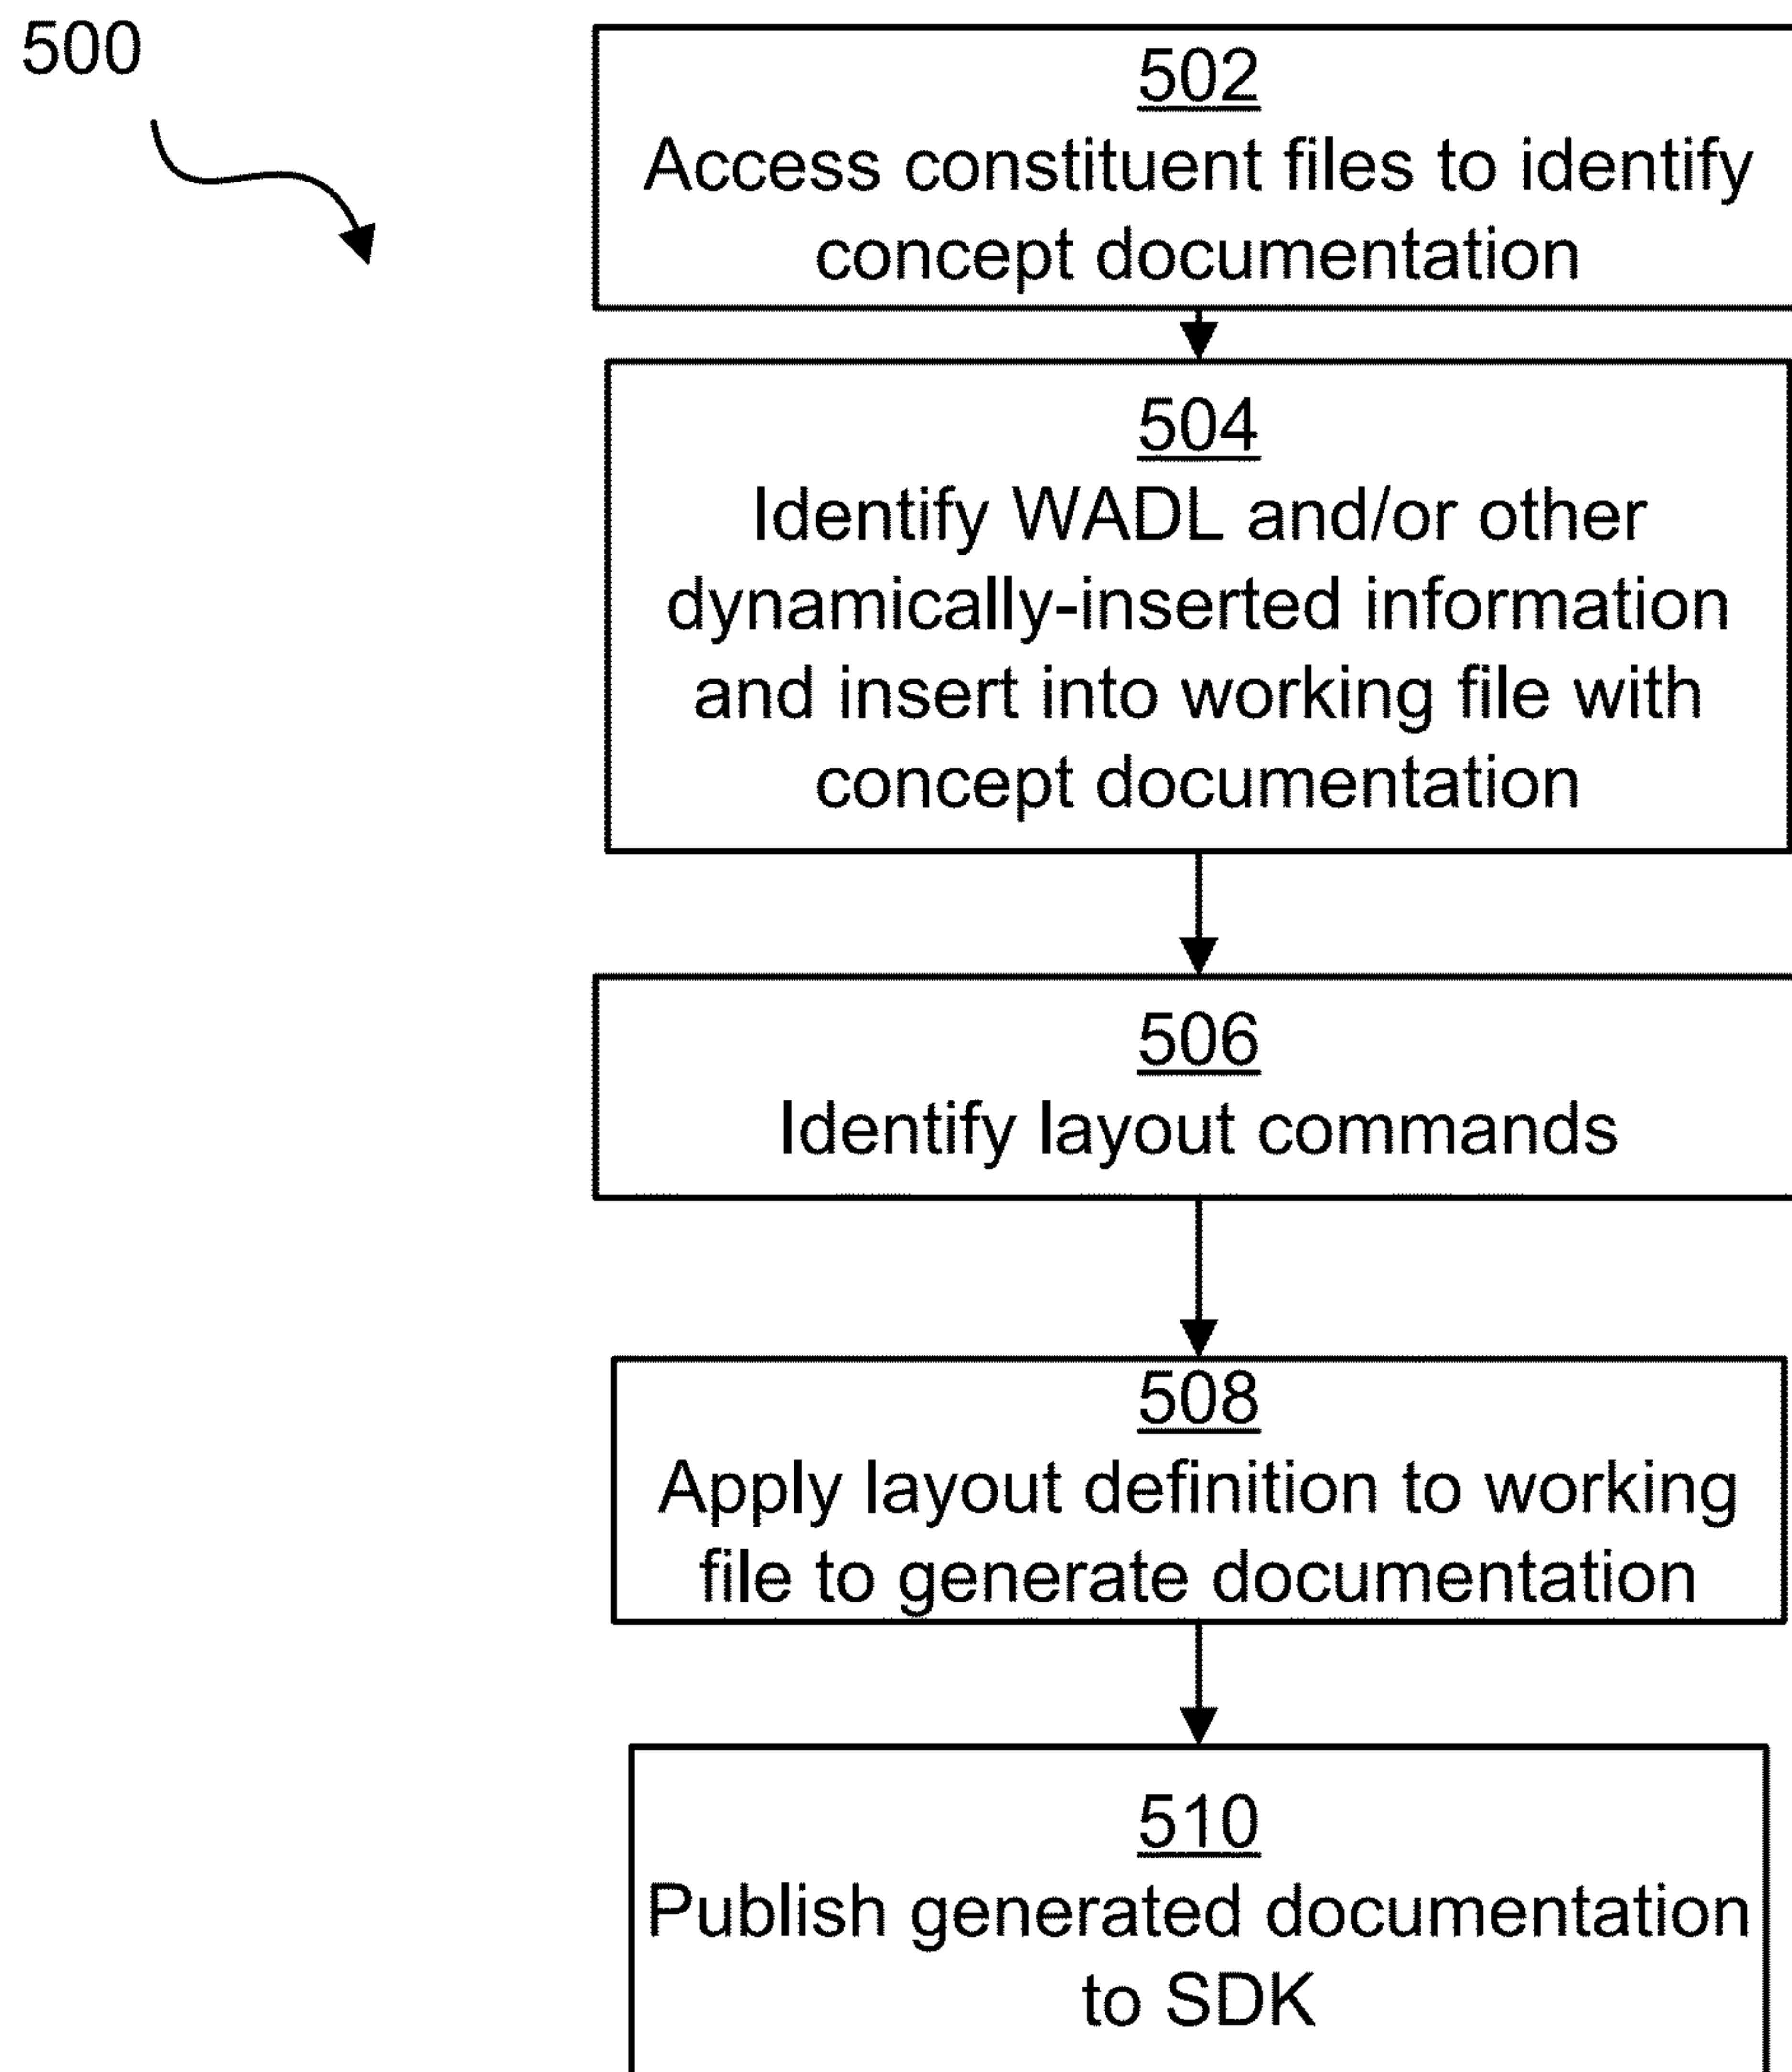 500
502
Access constituent files to identify
concept documentation
504
Identify WADL and/or other
dynamically-inserted information
and insert into working file with
concept documentation
506
Identify layout commands
508
Apply layout definition to working
file to generate documentation
510
Publish generated documentation
to SDK